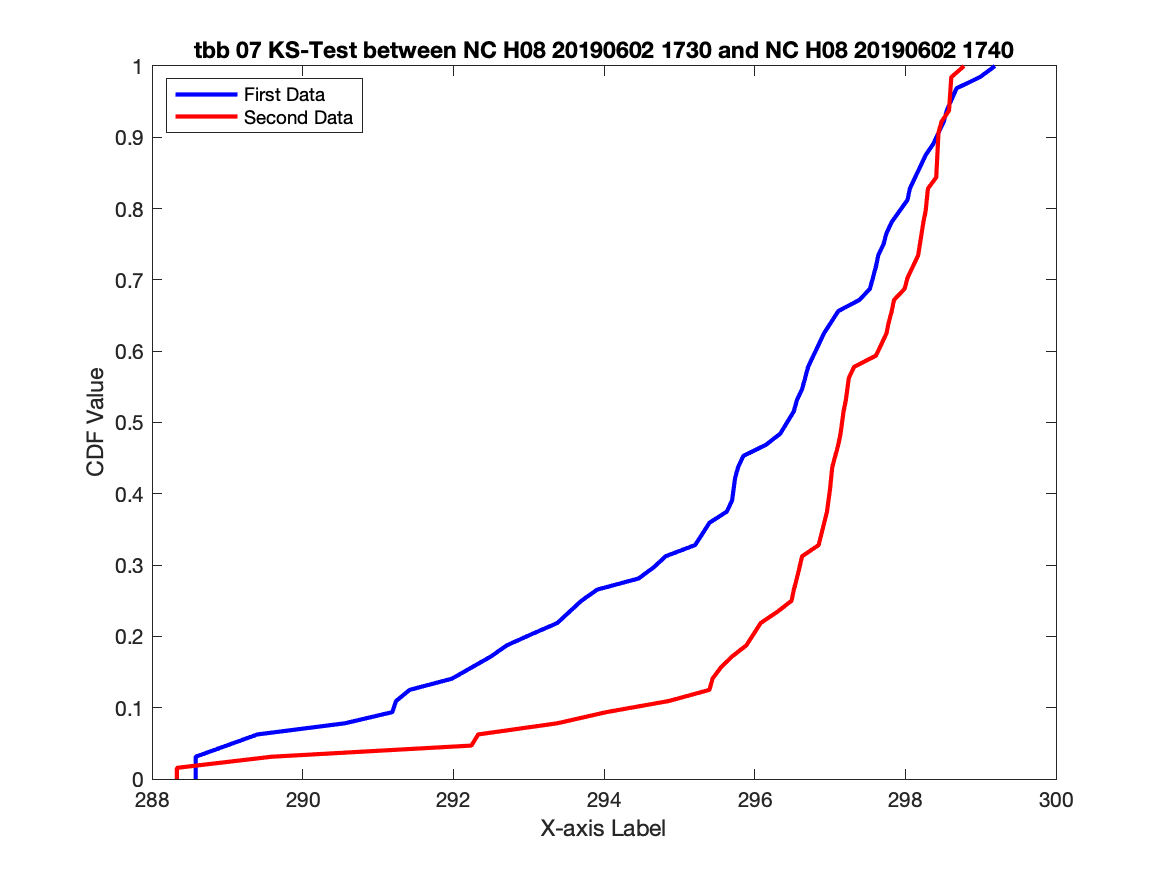 tbb 07 KS-Test between NC H08 20190602 1730 and NC H08 20190602 1740
First Data
Second Data
1
0.9
0.8
0.7
0.6
0.5
0.4
0.3
0.2
0.1
0
CDF Value
288 290 292 294 296 298 300
X-axis Label